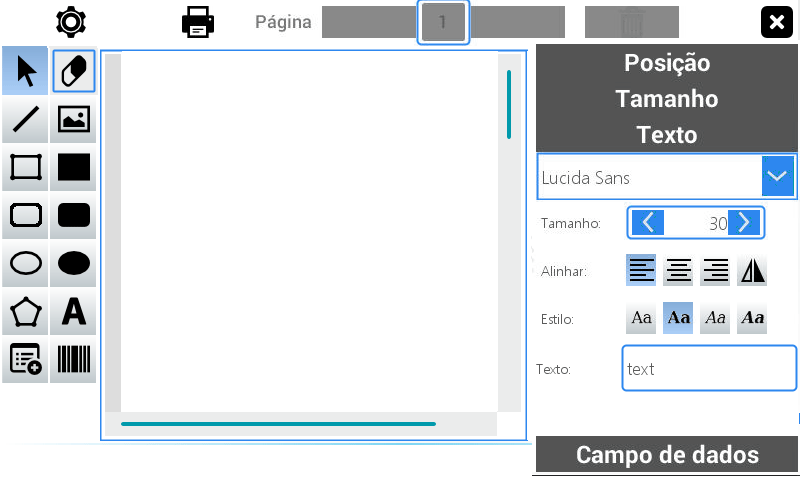 Página
1
Posição
Tamanho
Texto
Lucida Sans
Tamanho:
30
Alinhar:
Estilo:
Aa Aa Aa Aa
Texto:
text
A
Campo de dados